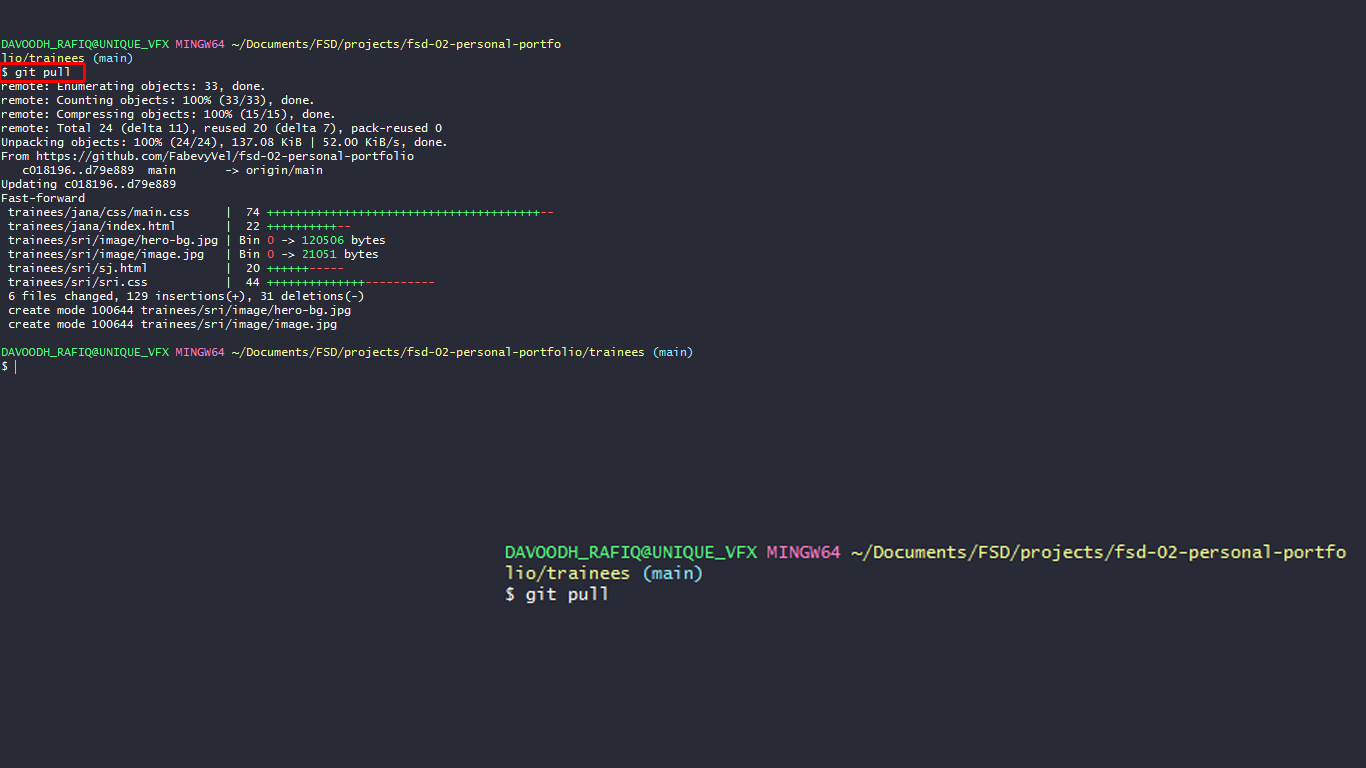 DAVOODH_RAFIQ@UNIQUE_VFX MINGW64 ~/Documents/FSD/projects/fsd-02-personal-portfo
lio/trainees (main)
$ git pull
remote: Enumerating objects: 33, done.
remote: Counting objects: 100% (33/33), done.
remote: Compressing objects: 100% (15/15), done.
remote: Total 24 (delta 11), reused 20 (delta 7), pack-reused 0
Unpacking objects: 100% (24/24), 137.08 KiB | 52.00 KiB/s, done.
From https://github.com/FabevyVel/fsd-02-personal-portfolio
   c018196..d79e889  main       -> origin/main
Updating c018196..d79e889
Fast-forward
 trainees/jana/css/main.css     |  74 +++++++++++++++++++++++++++++++++++++++--
 trainees/jana/index.html       |  22 ++++++++++--
 trainees/sri/image/hero-bg.jpg | Bin 0 -> 120506 bytes
 trainees/sri/image/image.jpg   | Bin 0 -> 21051 bytes
 trainees/sri/sj.html           |  20 ++++++-----
 trainees/sri/sri.css           |  44 ++++++++++++++----------
 6 files changed, 129 insertions(+), 31 deletions(-)
 create mode 100644 trainees/sri/image/hero-bg.jpg
 create mode 100644 trainees/sri/image/image.jpg
DAVOODH_RAFIQ@UNIQUE_VFX MINGW64 ~/Documents/FSD/projects/fsd-02-personal-portfolio/trainees (main)
$
DAVOODH_RAFIQ@UNIQUE_VFX MINGW64 ~/Documents/FSD/projects/fsd-02-personal-portfo
lio/trainees (main)
$ git pull